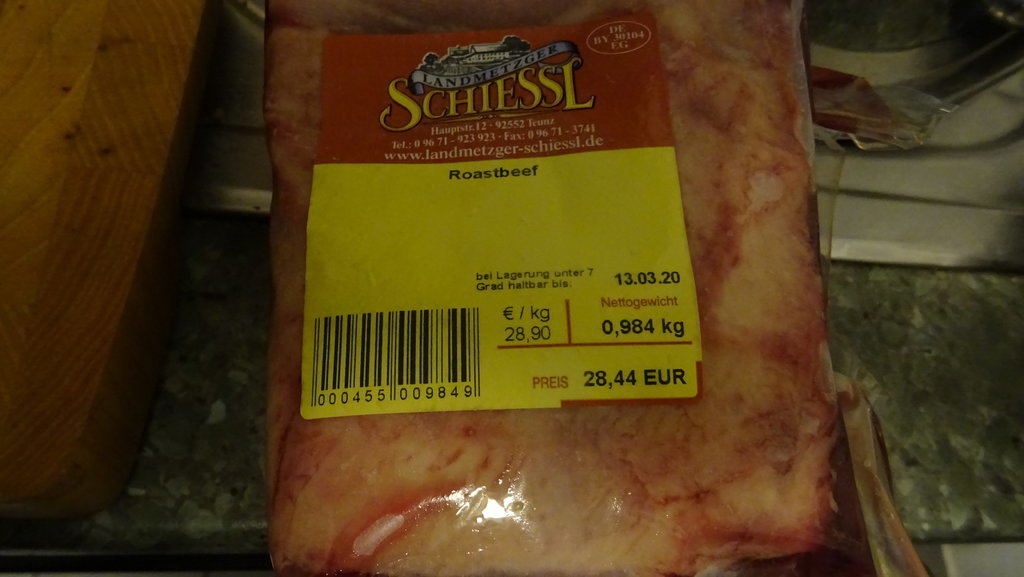 DE
BY 30104
EG
LANDMETZGER
SCHIESSL
Hauptstr.12 - 92552 Teunz
Tel.: 0 96 71 - 923 923 - Fax: 0 96 71 - 3741
www.landmetzger-schiessl.de
Roastbeef
bei Lagerung unter 7
Grad haltbar bis:
13.03.20
€ / kg
28,90
Nettogewicht
0,984 kg
PREIS 28,44 EUR
000455 009849